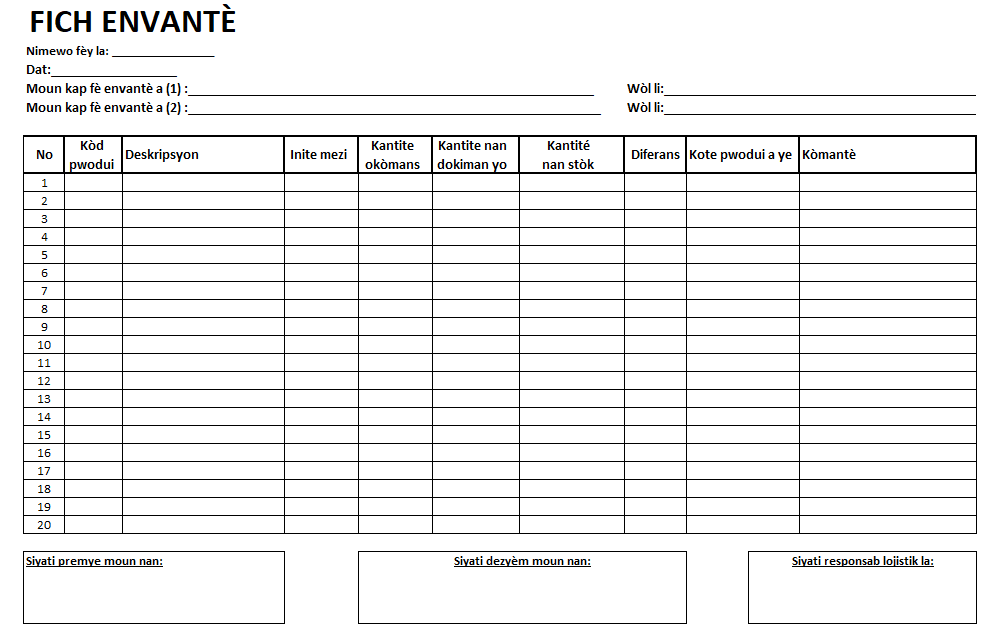 FICH ENVANTÈ
Nimewo fèy la: _______________
Dat:___________________
Moun kap fè envantè a (1) :______________________________ Wòl li:______________________________
Moun kap fè envantè a (2) :______________________________ Wòl li:______________________________
No Kòd pwodui Deskripsyon Inite mezi Kantite okòmans Kantite nan dokiman yo Kantité nan stòk Diferans Kote pwodui a ye Kòmantè
1
2
3
4
5
6
7
8
9
10
11
12
13
14
15
16
17
18
19
20
Siyati premye moun nan: Siyati dezyèm moun nan: Siyati responsab lojistik la: